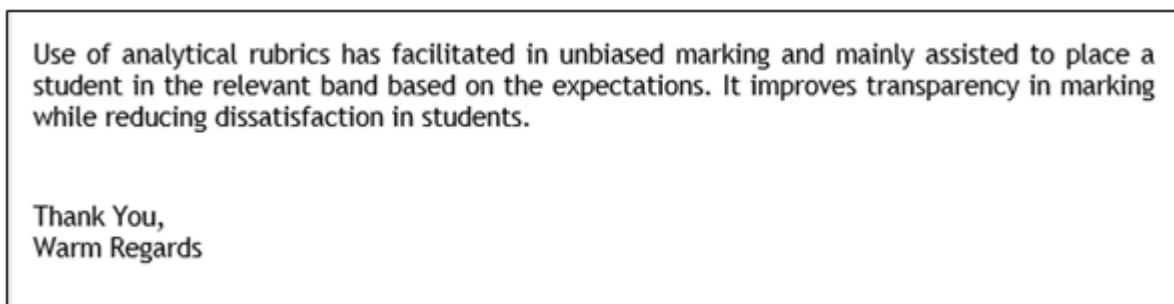 Use of analytical rubrics has facilitated in unbiased marking and mainly assisted to place a
student in the relevant band based on the expectations. It improves transparency in marking
while reducing dissatisfaction in students.
Thank You,
Warm Regards